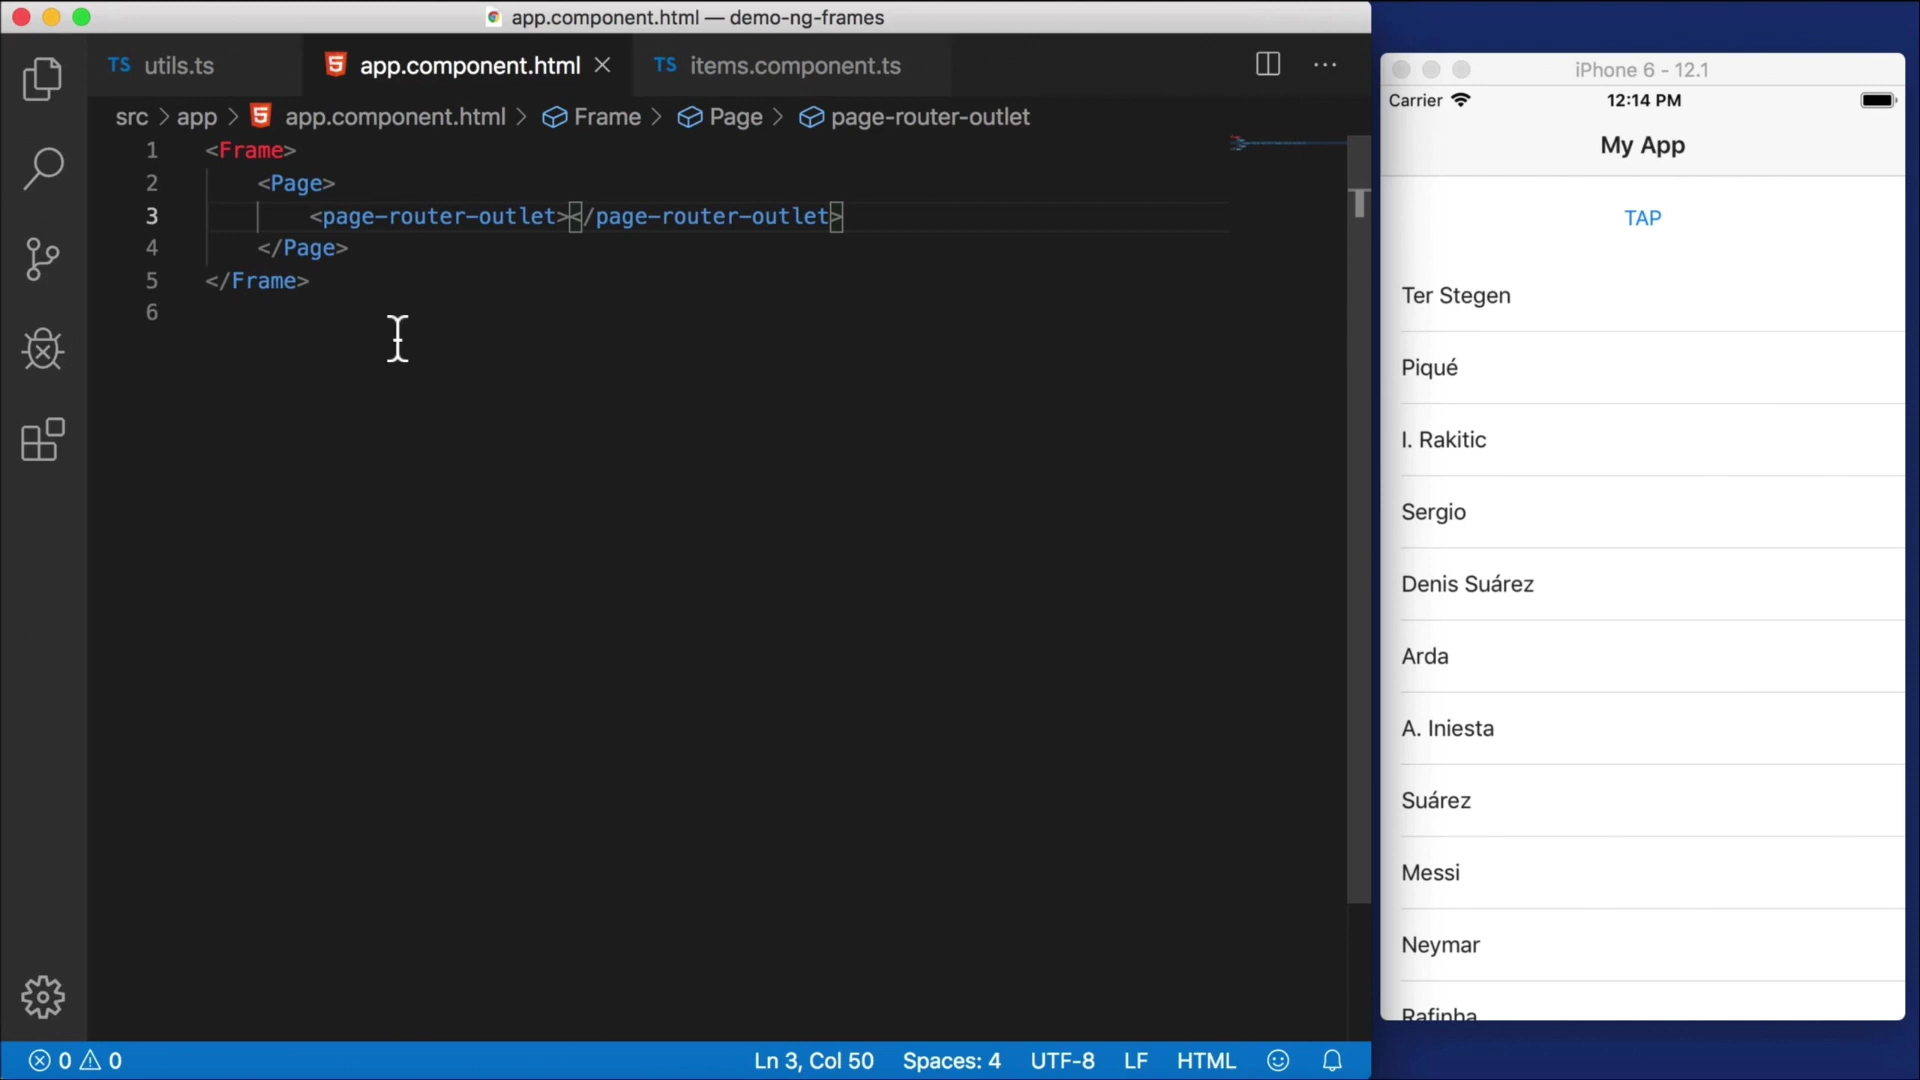 app.component.html — demo-ng-frames
TS utils.ts
app.component.html
TS items.component.ts
src > app > app.component.html > Frame > Page > page-router-outlet
1 <Frame>
2 <Page>
3 <page-router-outlet></page-router-outlet>
4 </Page>
5 </Frame>
6
0 0
Ln 3, Col 50
Spaces: 4
UTF-8
LF
HTML
iPhone 6 - 12.1
Carrier 12:14 PM
My App
TAP
Ter Stegen
Piqué
I. Rakitic
Sergio
Denis Suárez
Arda
A. Iniesta
Suárez
Messi
Neymar
Rafinha